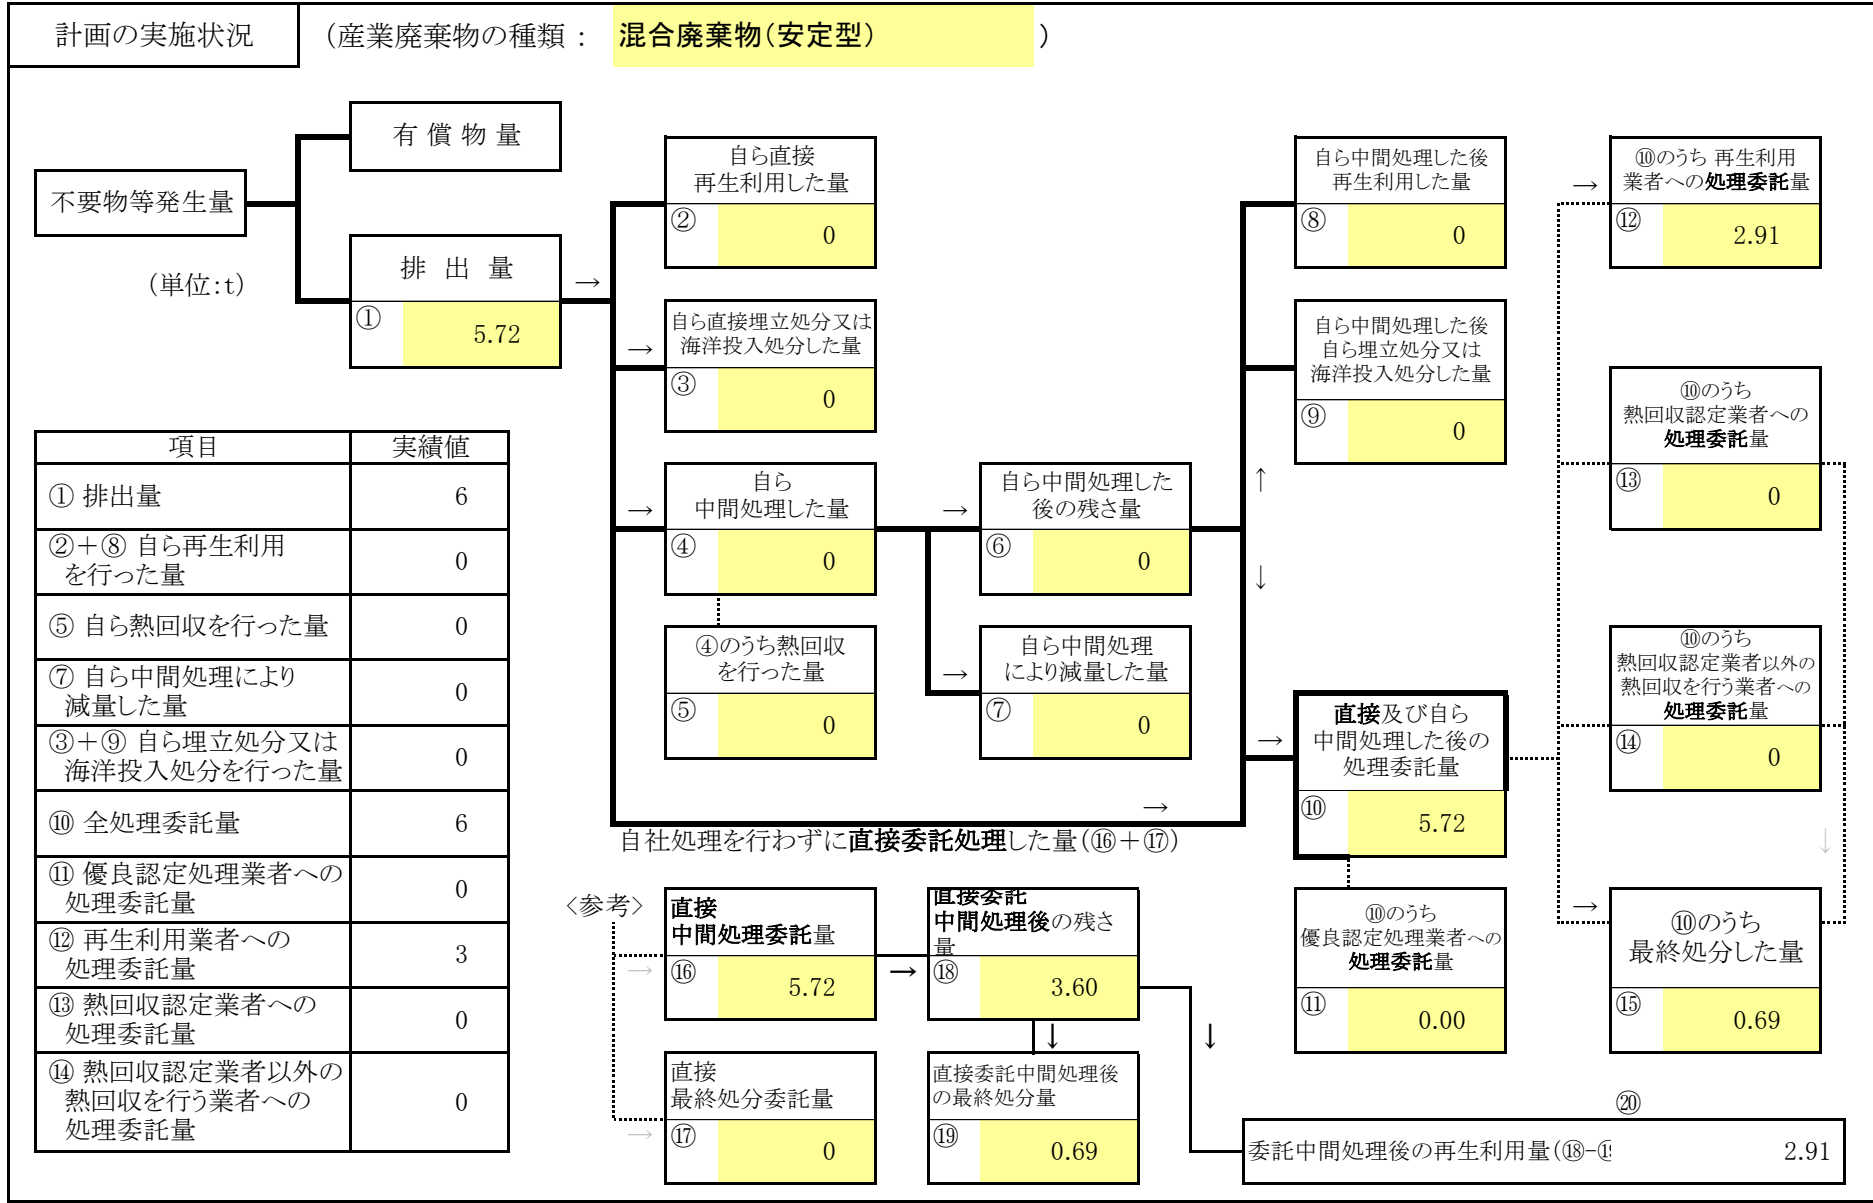 計画の実施状況
（産業廃棄物の種類： 混合廃棄物（安定型） ）
有 償 物 量
不要物等発生量
（単位：t）
排 出 量
① 5.72
→
自ら直接
再生利用した量
② 0
→
自ら直接埋立処分又は
海洋投入処分した量
③ 0
→
自ら
中間処理した量
④ 0
④のうち熱回収
を行った量
⑤ 0
→
自ら中間処理した
後の残さ量
⑥ 0
→
自ら中間処理
により減量した量
⑦ 0
↑
↓
自ら中間処理した後
再生利用した量
⑧ 0
自ら中間処理した後
自ら埋立処分又は
海洋投入処分した量
⑨ 0
→
直接及び自ら
中間処理した後の
処理委託量
⑩ 5.72
⑩のうち
優良認定処理業者への
処理委託量
⑪ 0.00
→
⑩のうち 再生利用
業者への処理委託量
⑫ 2.91
⑩のうち
熱回収認定業者への
処理委託量
⑬ 0
⑩のうち
熱回収認定業者以外の
熱回収を行う業者への
処理委託量
⑭ 0
↓
→
⑩のうち
最終処分した量
⑮ 0.69
→
自社処理を行わずに直接委託処理した量（⑯＋⑰）
〈参考〉
→
直接
中間処理委託量
⑯ 5.72
→
直接委託
中間処理後の残さ
量
⑱ 3.60
↓
↓
→
直接
最終処分委託量
⑰ 0
直接委託中間処理後
の最終処分量
⑲ 0.69
⑳
委託中間処理後の再生利用量（⑱−
2.91
項目 実績値
① 排出量 6
②＋⑧ 自ら再生利用
を行った量 0
⑤ 自ら熱回収を行った量 0
⑦ 自ら中間処理により
減量した量 0
③＋⑨ 自ら埋立処分又は
海洋投入処分を行った量 0
⑩ 全処理委託量 6
⑪ 優良認定処理業者への
処理委託量 0
⑫ 再生利用業者への
処理委託量 3
⑬ 熱回収認定業者への
処理委託量 0
⑭ 熱回収認定業者以外の
熱回収を行う業者への
処理委託量 0